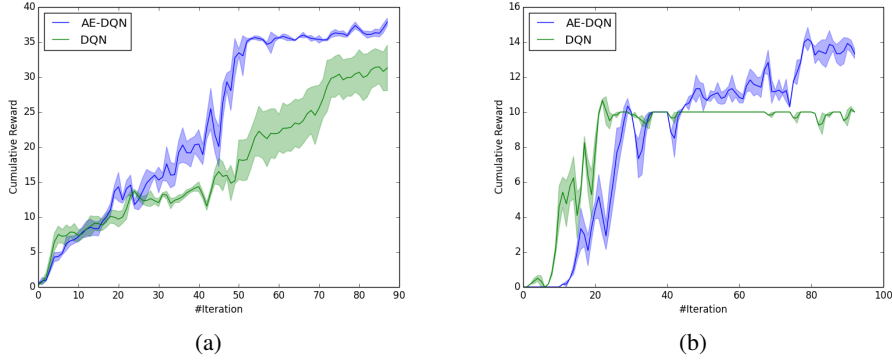 AE-DQN
DQN
Cumulative Reward
40
35
30
25
20
15
10
5
0
0 10 20 30 40 50 60 70 80 90
#Iteration
(a)
AE-DQN
DQN
Cumulative Reward
16
14
12
10
8
6
4
2
0
0 20 40 60 80 100
#Iteration
(b)